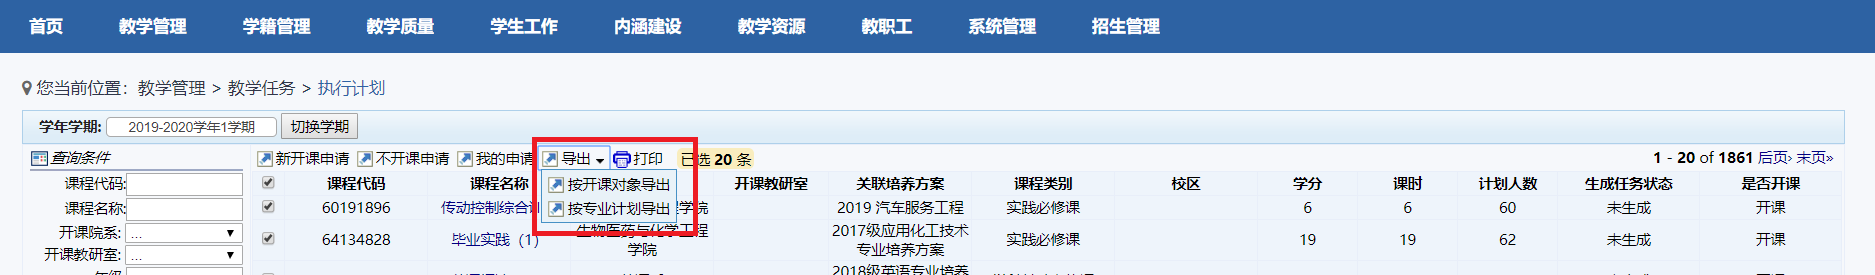 首页 教学管理 学籍管理 教学质量 学生工作 内涵建设 教学资源 教职工 系统管理 招生管理
您当前位置: 教学管理 > 教学任务 > 执行计划
学年学期: 2019-2020学年1学期 切换学期
查询条件 新开课申请 不开课申请 我的申请 导出 打印 已选 20 条 1 - 20 of 1861 后页› 末页»
按开课对象导出
按专业计划导出
课程代码: 课程代码 课程名称 开课教研室 关联培养方案 课程类别 校区 学分 课时 计划人数 生成任务状态 是否开课
课程名称: 60191896 传动控制综合 程学院 2019 汽车服务工程 实践必修课 6 6 60 未生成 开课
开课院系: ...
64134828 毕业实践（1） 生物医药与化学工程学院 2017级应用化工技术专业培养方案 实践必修课 19 19 62 未生成 开课
开课教研室: ...
2018级英语专业培养